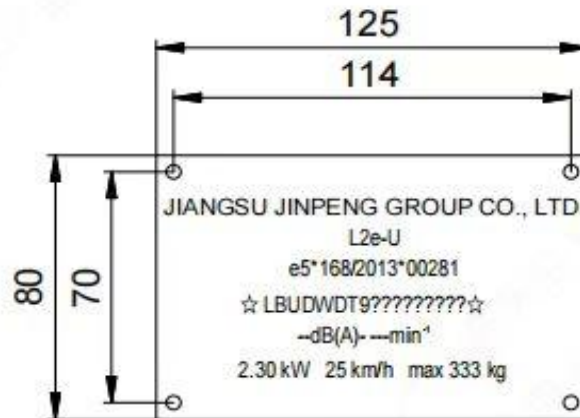 125
114
80
70
JIANGSU JINPENG GROUP CO., LTD
L2e-U
e5*168/2013*00281
☆ LBUDWDT9?????????☆
--dB(A)- ---min⁻¹
2.30 kW 25 km/h max 333 kg